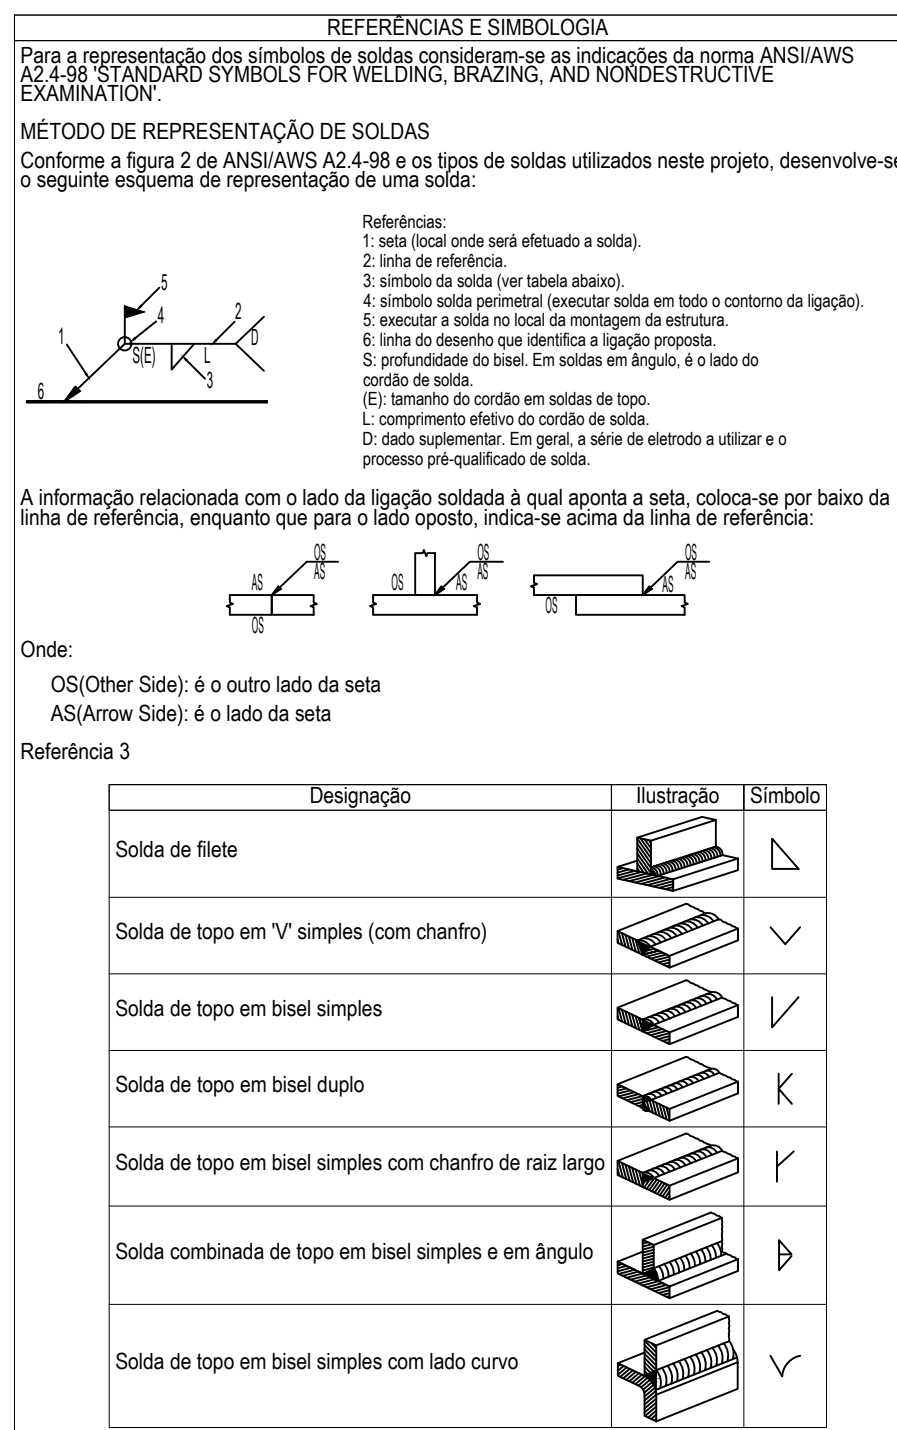 REFERÊNCIAS E SIMBOLOGIA
Para a representação dos símbolos de soldas consideram-se as indicações da norma ANSI/AWS
A2.4-98 'STANDARD SYMBOLS FOR WELDING, BRAZING, AND NONDESTRUCTIVE
EXAMINATION'.
MÉTODO DE REPRESENTAÇÃO DE SOLDAS
Conforme a figura 2 de ANSI/AWS A2.4-98 e os tipos de soldas utilizados neste projeto, desenvolve-se
o seguinte esquema de representação de uma solda:
Referências:
1: seta (local onde será efetuado a solda).
2: linha de referência.
3: símbolo da solda (ver tabela abaixo).
4: símbolo solda perimetral (executar solda em todo o contorno da ligação).
5: executar a solda no local da montagem da estrutura.
6: linha do desenho que identifica a ligação proposta.
S: profundidade do bisel. Em soldas em ângulo, é o lado do
cordão de solda.
(E): tamanho do cordão em soldas de topo.
L: comprimento efetivo do cordão de solda.
D: dado suplementar. Em geral, a série de eletrodo a utilizar e o
processo pré-qualificado de solda.
5
4
2
1
S(E)
L
D
3
6
A informação relacionada com o lado da ligação soldada à qual aponta a seta, coloca-se por baixo da
linha de referência, enquanto que para o lado oposto, indica-se acima da linha de referência:
OS
AS
AS
OS
OS
AS
OS
AS
OS
AS
AS
OS
Onde:
OS(Other Side): é o outro lado da seta
AS(Arrow Side): é o lado da seta
Referência 3
Designação Ilustração Símbolo
Solda de filete
Solda de topo em 'V' simples (com chanfro)
Solda de topo em bisel simples
Solda de topo em bisel duplo
Solda de topo em bisel simples com chanfro de raiz largo
Solda combinada de topo em bisel simples e em ângulo
Solda de topo em bisel simples com lado curvo